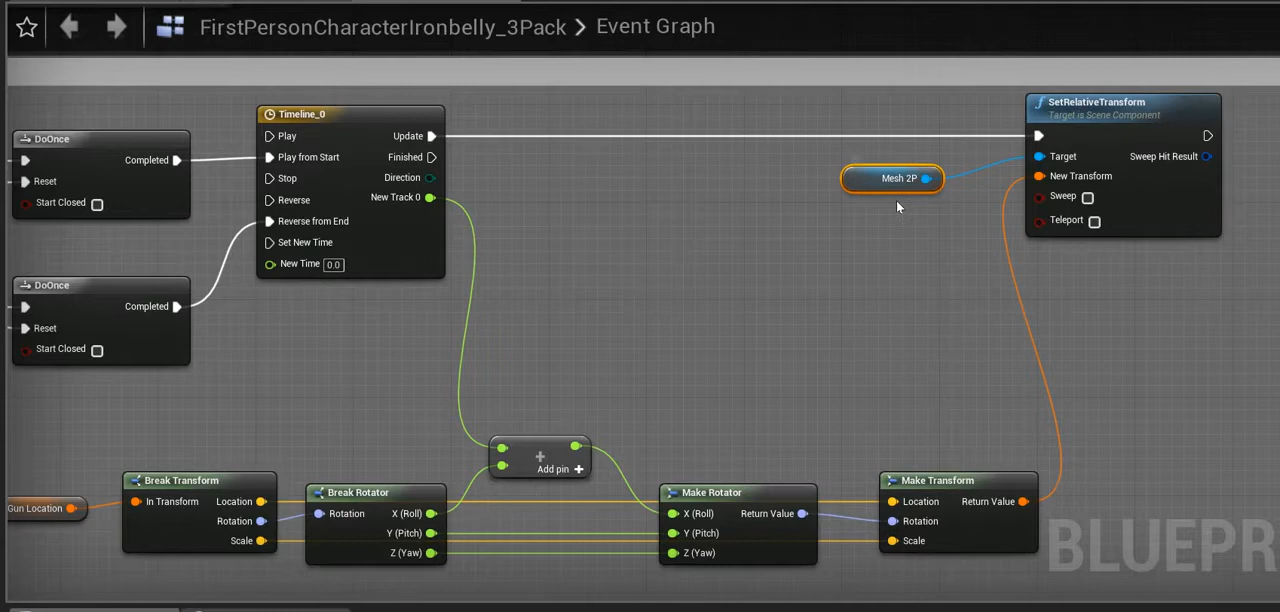 FirstPersonCharacterIronbelly_3Pack > Event Graph
DoOnce
Completed
Reset
Start Closed
DoOnce
Completed
Reset
Start Closed
Timeline_0
Play
Update
Play from Start
Finished
Stop
Direction
Reverse
New Track 0
Reverse from End
Set New Time
New Time 0.0
Mesh 2P
SetRelativeTransform
Target is Scene Component
Target
Sweep Hit Result
New Transform
Sweep
Teleport
Add pin +
Gun Location
Break Transform
In Transform
Location
Rotation
Scale
Break Rotator
Rotation
X (Roll)
Y (Pitch)
Z (Yaw)
Make Rotator
X (Roll)
Return Value
Y (Pitch)
Z (Yaw)
Make Transform
Location
Return Value
Rotation
Scale
BLUEPR